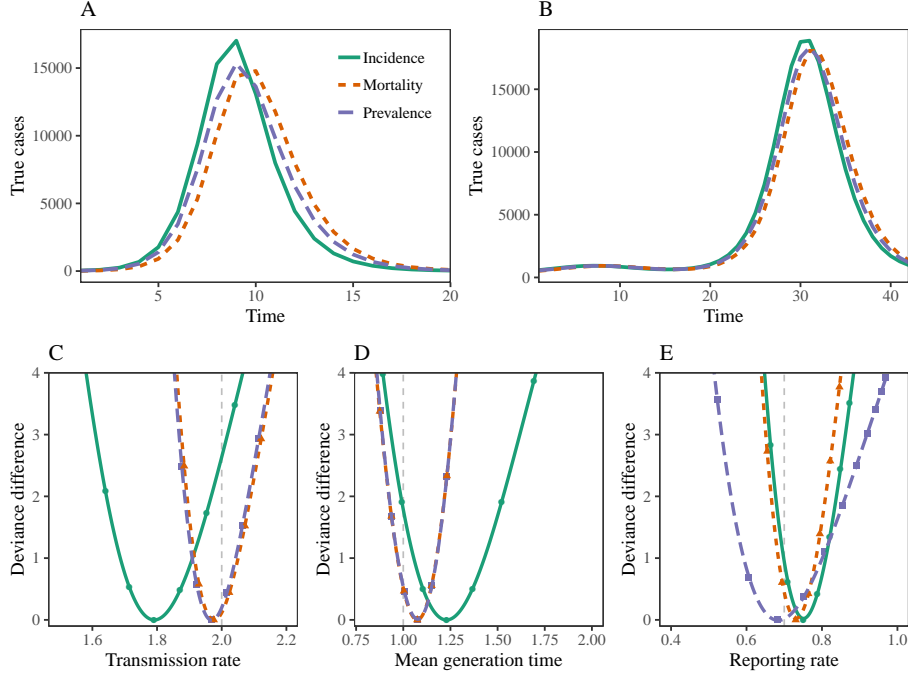 A
True cases
15000
10000
5000
0
5
10
15
20
Time
Incidence
Mortality
Prevalence
B
True cases
15000
10000
5000
0
10
20
30
40
Time
C
Deviance difference
4
3
2
1
0
1.6
1.8
2.0
2.2
Transmission rate
D
Deviance difference
4
3
2
1
0
0.75
1.00
1.25
1.50
1.75
2.00
Mean generation time
E
Deviance difference
4
3
2
1
0
0.4
0.6
0.8
1.0
Reporting rate